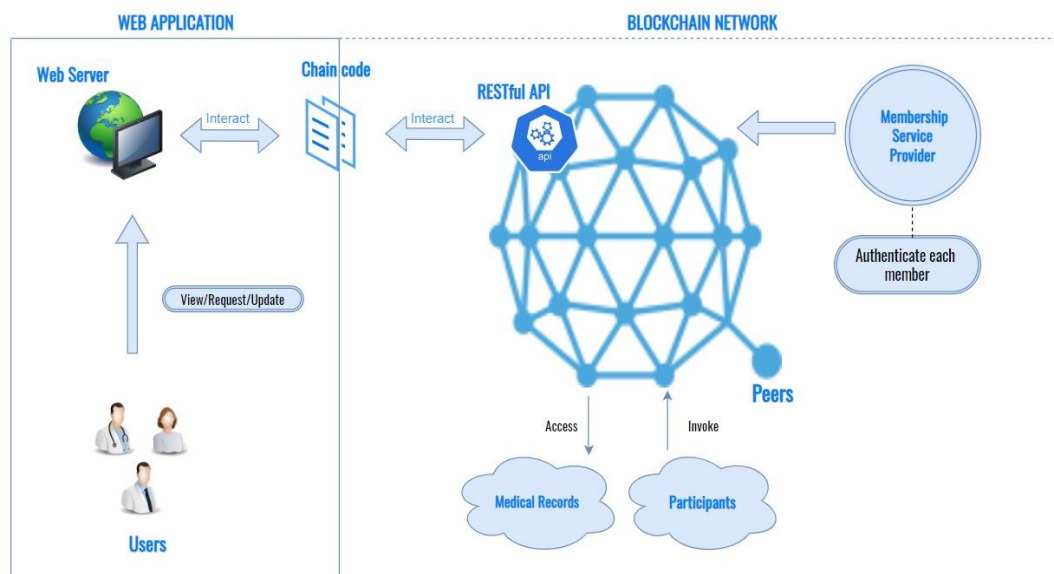 WEB APPLICATION
BLOCKCHAIN NETWORK
Web Server
Chain code
RESTful API
Interact
Interact
api
Membership
Service
Provider
Authenticate each
member
View/Request/Update
Peers
Access
Invoke
Medical Records
Participants
Users